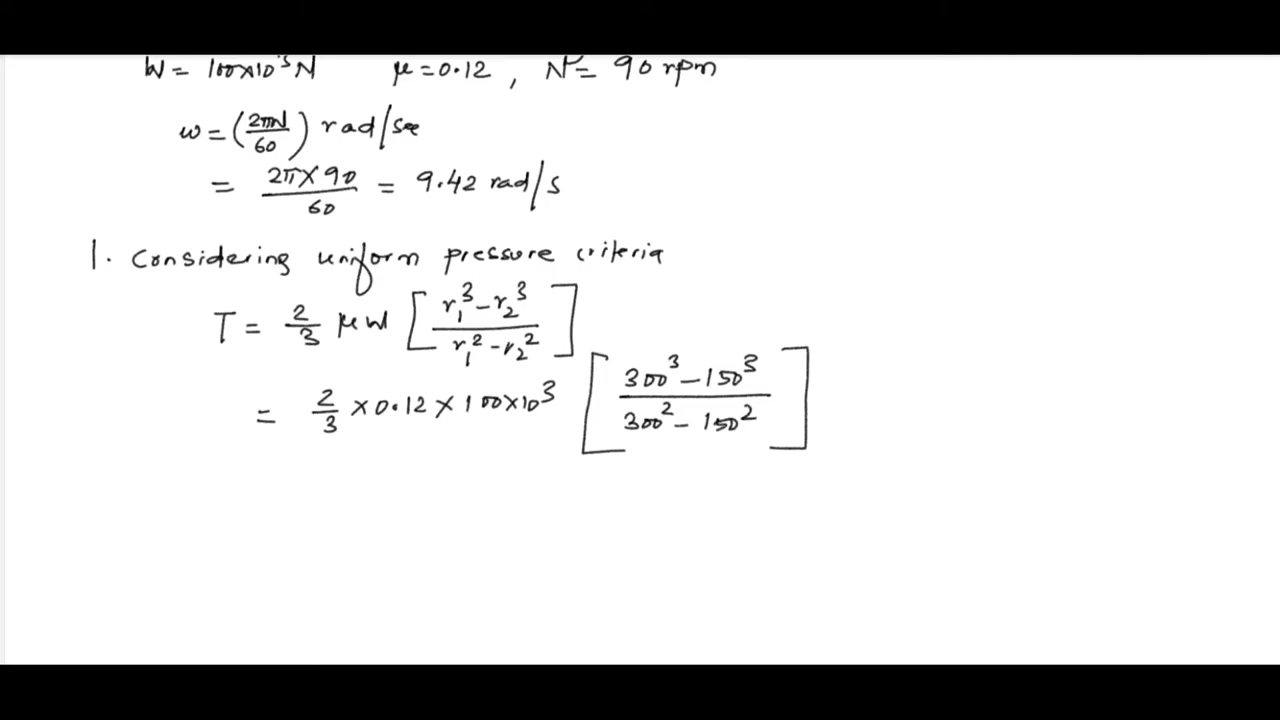 W = 100×10³ N   μ = 0.12 , N = 90 rpm
ω = (2πN/60) rad/sec
= 2π × 90/60 = 9.42 rad/s
1. Considering uniform pressure criteria
T = 2/3 μW [r₁³ − r₂³/r₁² − r₂²]
= 2/3 × 0.12 × 100×10³ [300³ − 150³/300² − 150²]